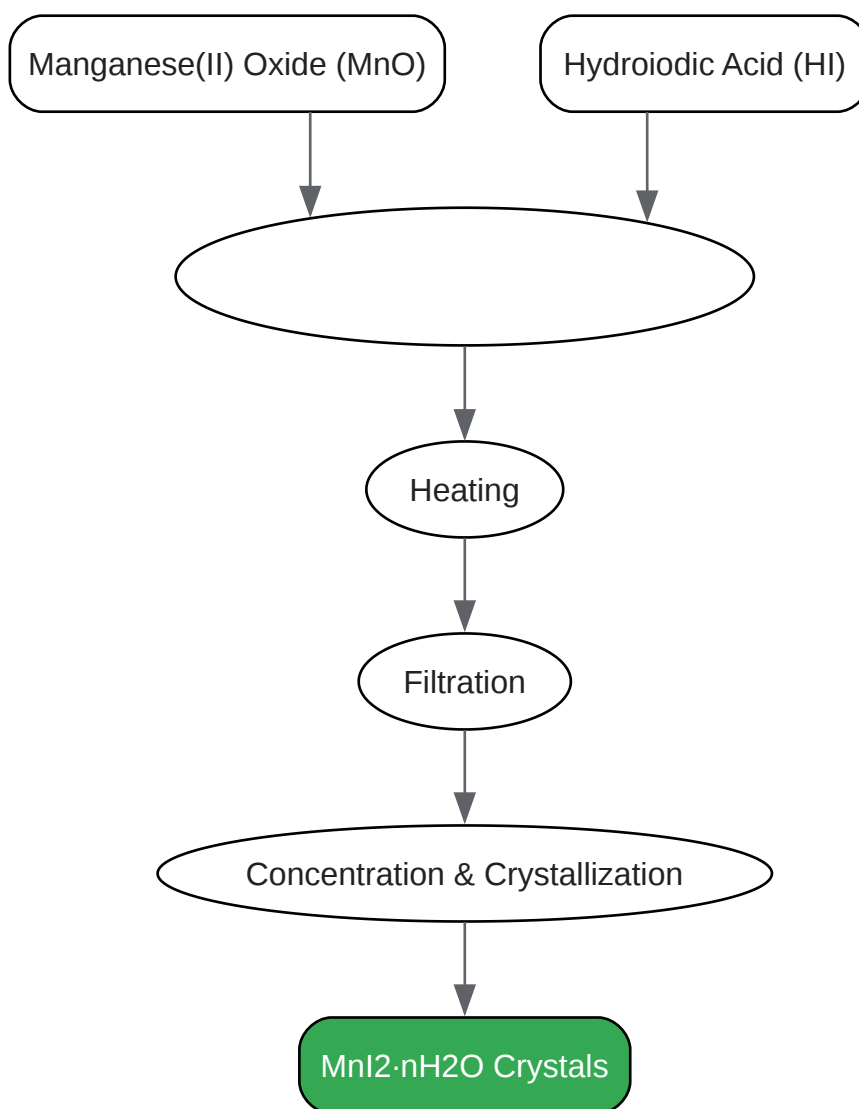 Manganese(II) Oxide (MnO)
Hydroiodic Acid (HI)
Heating
Filtration
Concentration & Crystallization
MnI2·nH2O Crystals